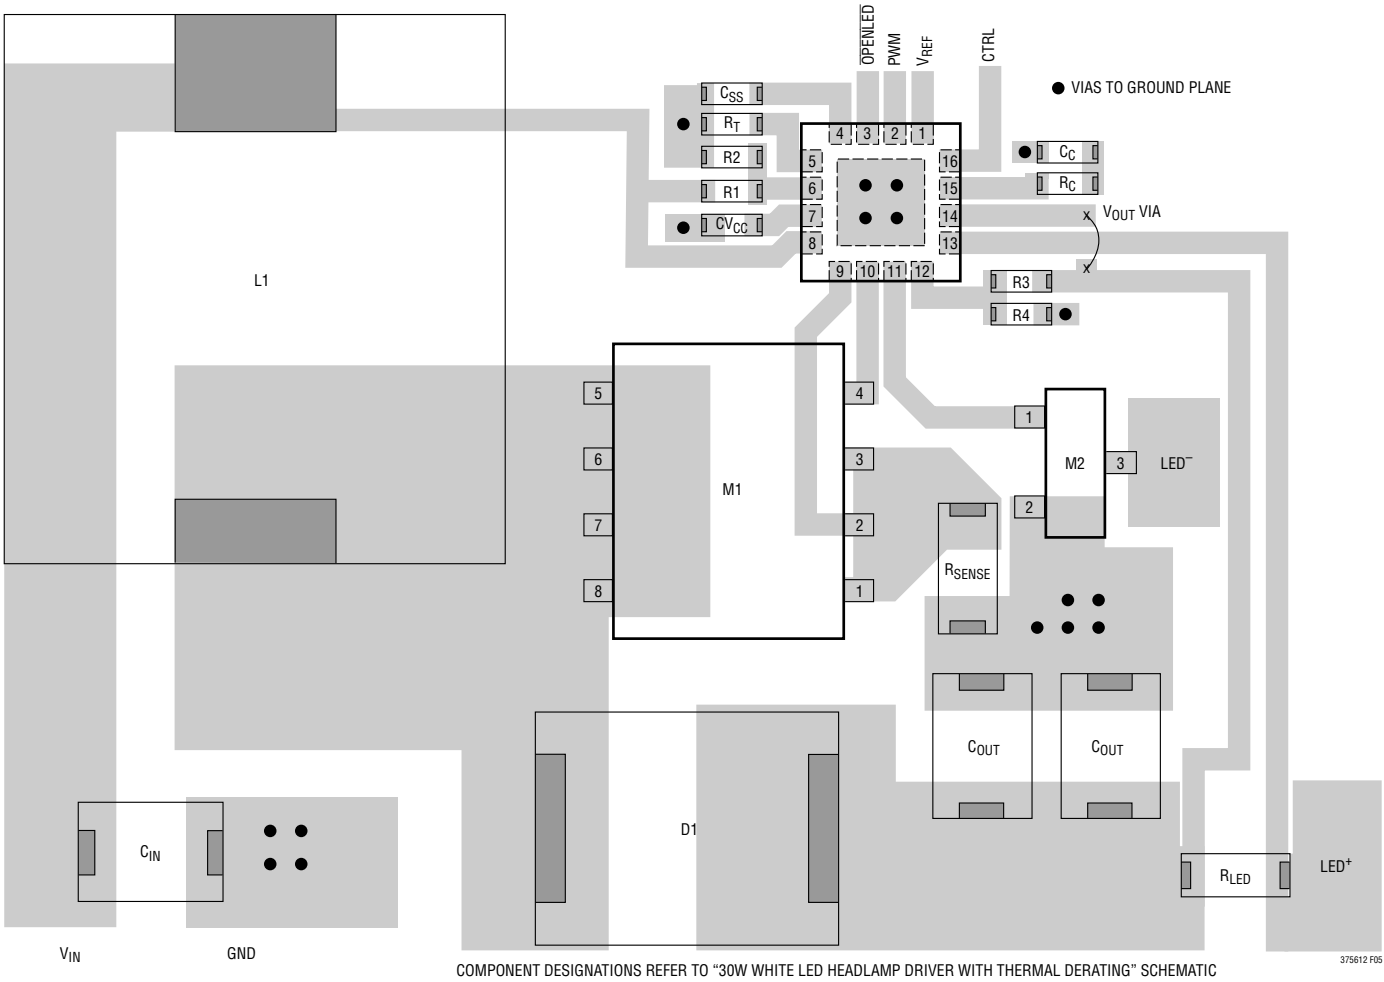 OPENLED
PWM
VREF
CTRL
VIAS TO GROUND PLANE
CSS
RT
R2
R1
CVCC
4 3 2 1
5
6
7
8
16
15
14
13
9 10 11 12
CC
RC
VOUT VIA
x
x
R3
R4
L1
5
6
7
8
M1
4
3
2
1
1
2
M2
3
LED–
RSENSE
COUT
COUT
D1
CIN
RLED
LED+
VIN
GND
COMPONENT DESIGNATIONS REFER TO “30W WHITE LED HEADLAMP DRIVER WITH THERMAL DERATING” SCHEMATIC
375612 F05